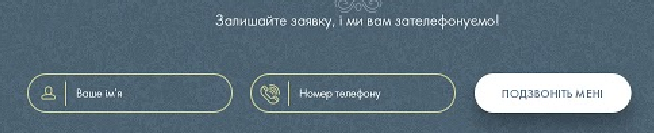 Залишайте заявку, і ми вам зателефонуємо!
Ваше ім'я
Номер телефону
ПОДЗВОНІТЬ МЕНІ